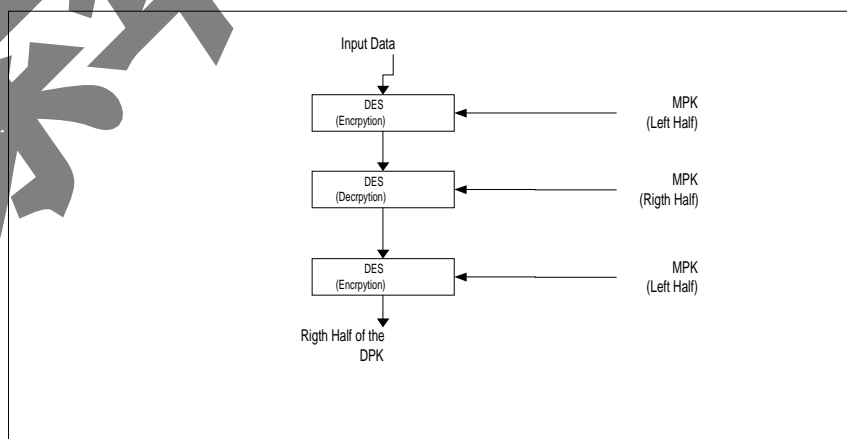 Input Data
DES
(Encrpytion)
MPK
(Left Half)
DES
(Decrpytion)
MPK
(Rigth Half)
DES
(Encrpytion)
MPK
(Left Half)
Rigth Half of the
DPK